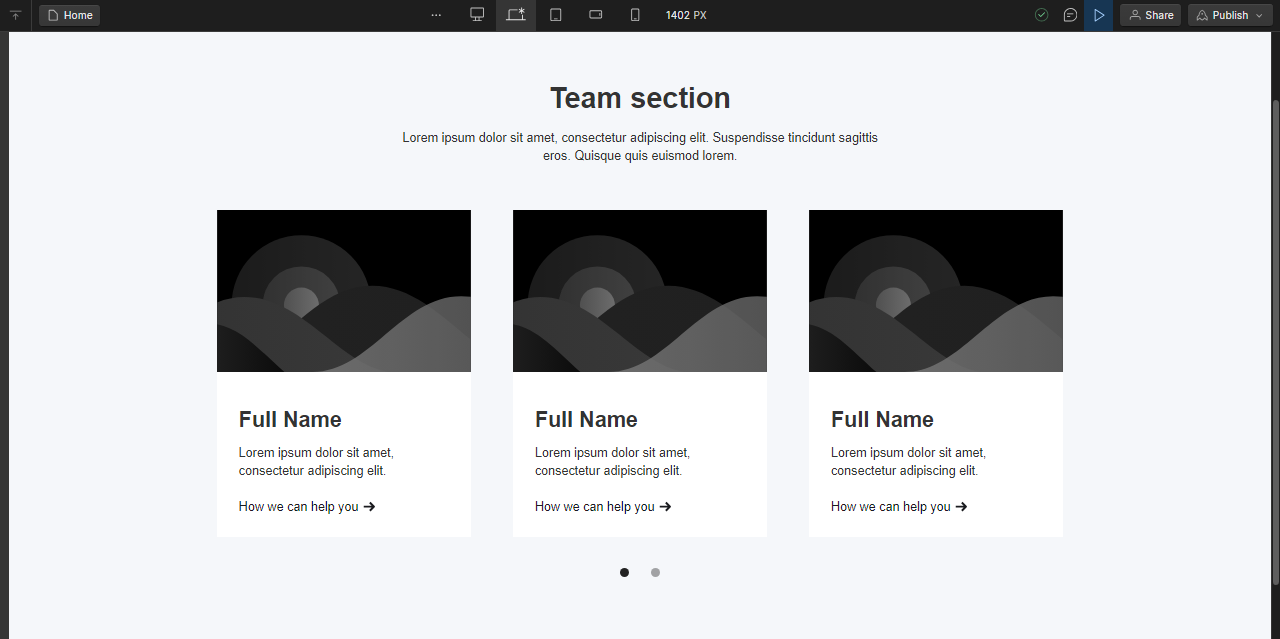 Home
1402 PX
Share
Publish
Team section
Lorem ipsum dolor sit amet, consectetur adipiscing elit. Suspendisse tincidunt sagittis
eros. Quisque quis euismod lorem.
Full Name
Lorem ipsum dolor sit amet,
consectetur adipiscing elit.
How we can help you
Full Name
Lorem ipsum dolor sit amet,
consectetur adipiscing elit.
How we can help you
Full Name
Lorem ipsum dolor sit amet,
consectetur adipiscing elit.
How we can help you